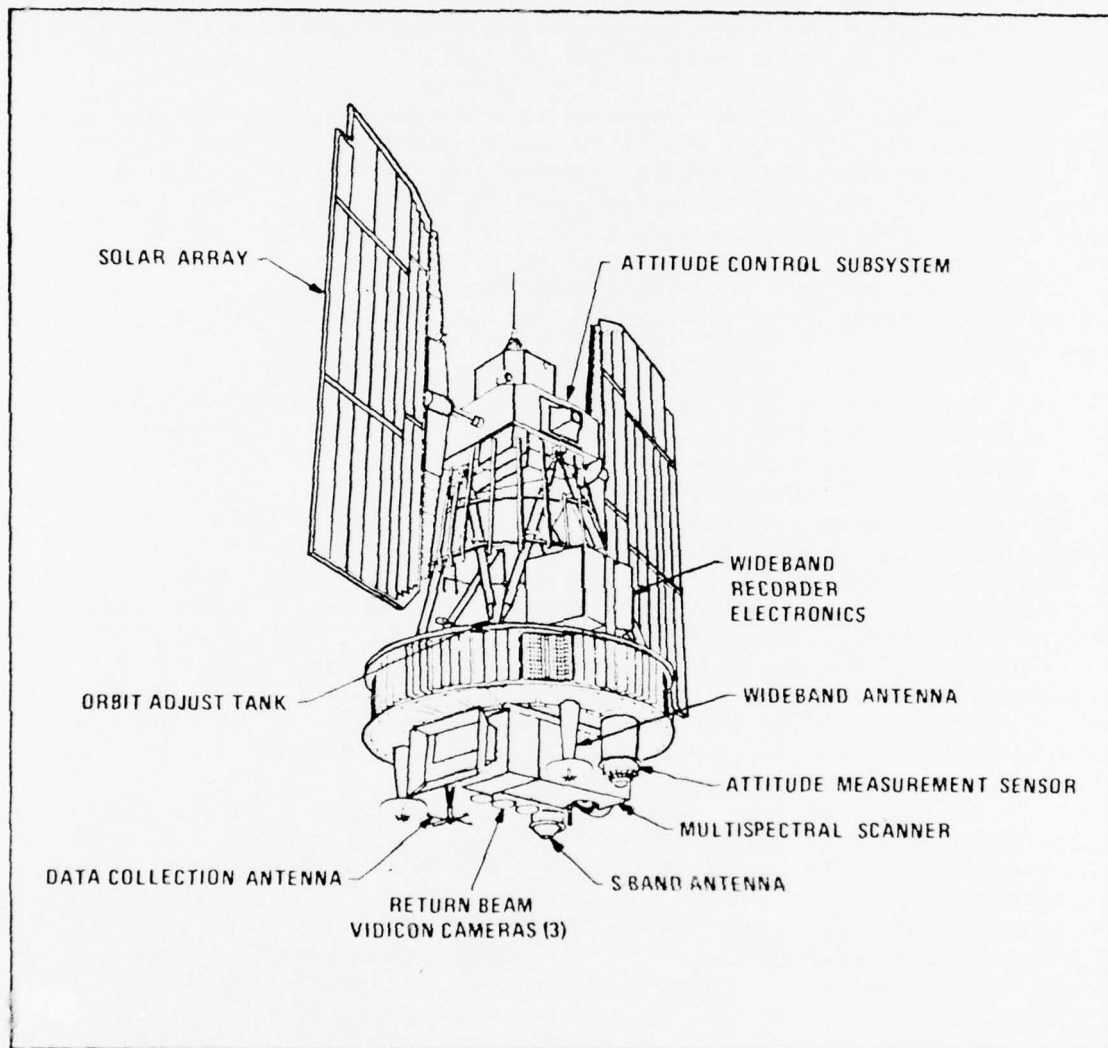 SOLAR ARRAY
ATTITUDE CONTROL SUBSYSTEM
WIDEBAND
RECORDER
ELECTRONICS
ORBIT ADJUST TANK
WIDEBAND ANTENNA
ATTITUDE MEASUREMENT SENSOR
MULTISPECTRAL SCANNER
DATA COLLECTION ANTENNA
S BAND ANTENNA
RETURN BEAM
VIDICON CAMERAS (3)